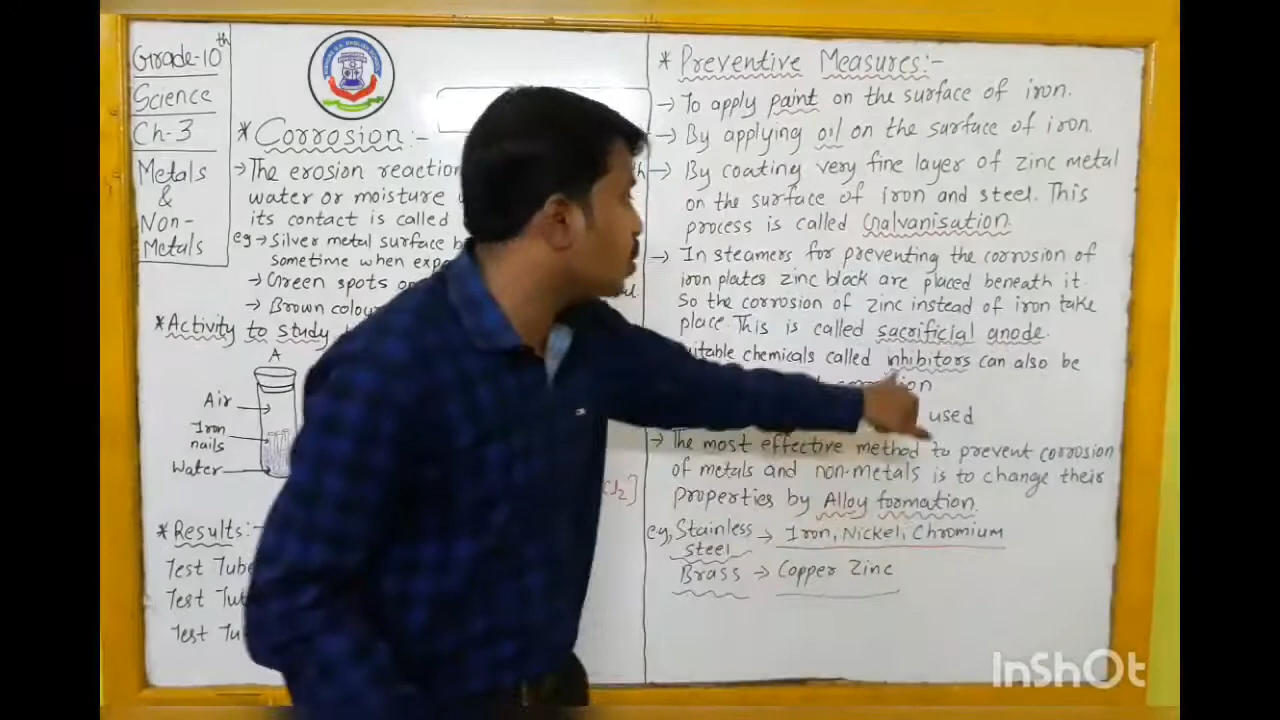 Grade-10th
Science
Ch-3
Metals
&
Non-
Metals
* Corrosion:-
→ The erosion reaction
water or moisture
its contact is called
eg → Silver metal surface
sometime when
→ Green spots
→ Brown
* Activity to study
A
Air
Iron
nails
Water
* Results:-
Test Tube
Test
Test
* Preventive Measures:-
→ To apply paint on the surface of iron.
→ By applying oil on the surface of iron.
→ By coating very fine layer of zinc metal
on the surface of iron and steel. This
process is called Galvanisation.
→ In steamers for preventing the corrosion of
iron plates zinc block are placed beneath it.
So the corrosion of zinc instead of iron take
place. This is called sacrificial anode.
chemicals called inhibitors can also be
used
→ The most effective method to prevent corrosion
of metals and non-metals is to change their
properties by Alloy formation.
eg, Stainless → Iron, Nickel, Chromium
steel
Brass → Copper Zinc
InShOt